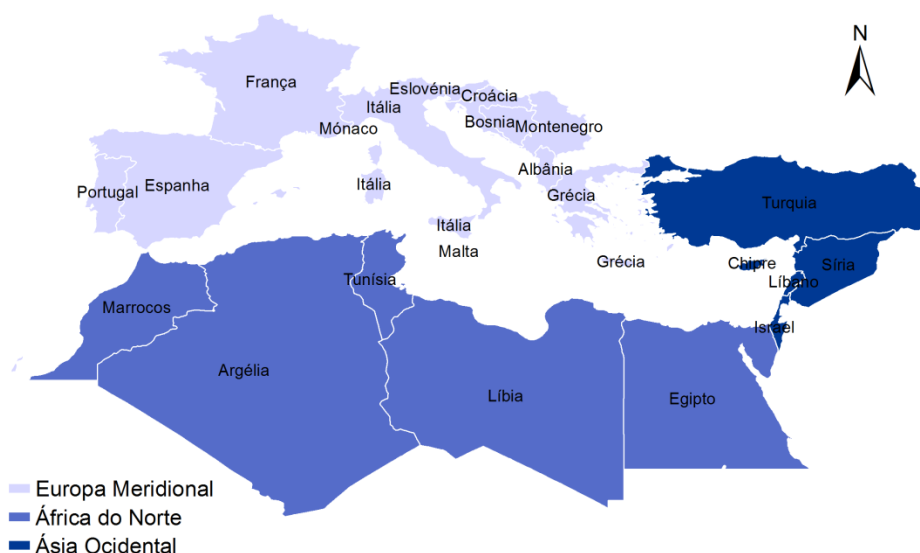 N
França
Eslovénia
Croácia
Itália
Bosnia
Mónaco
Montenegro
Albânia
Portugal
Espanha
Itália
Grécia
Turquia
Itália
Malta
Grécia
Chipre
Síria
Líbano
Tunísia
Marrocos
Israel
Argélia
Líbia
Egipto
Europa Meridional
África do Norte
Ásia Ocidental